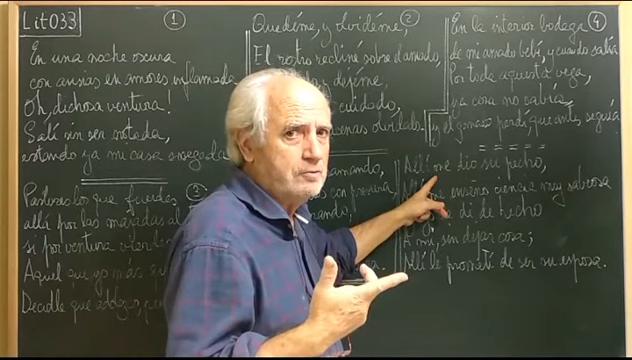 Lit033
1
En una noche oscura
con ansias en amores inflamada
Oh, dichosa ventura!
Salí sin ser notada,
estando ya mi casa sosegada
2
Quedéme, y olvidéme,
El rostro recliné sobre el amado,
dejéme,
cuidado,
olvidado
3
Pastores los que fuerdes
allá por las majadas al
si por ventura vierdes
Aquel que yo más
Decidle que adolezco,
con presura
4
En la interior bodega
de mi amado bebí, y cuando salía
Por toda aquesta vega,
ya cosa no sabía,
y el ganado perdí, que antes seguía
Allí me dio su pecho,
Allí me enseñó ciencia muy sabrosa
di de hecho
A mí, sin dejar cosa;
Allí le prometí de ser su esposa.